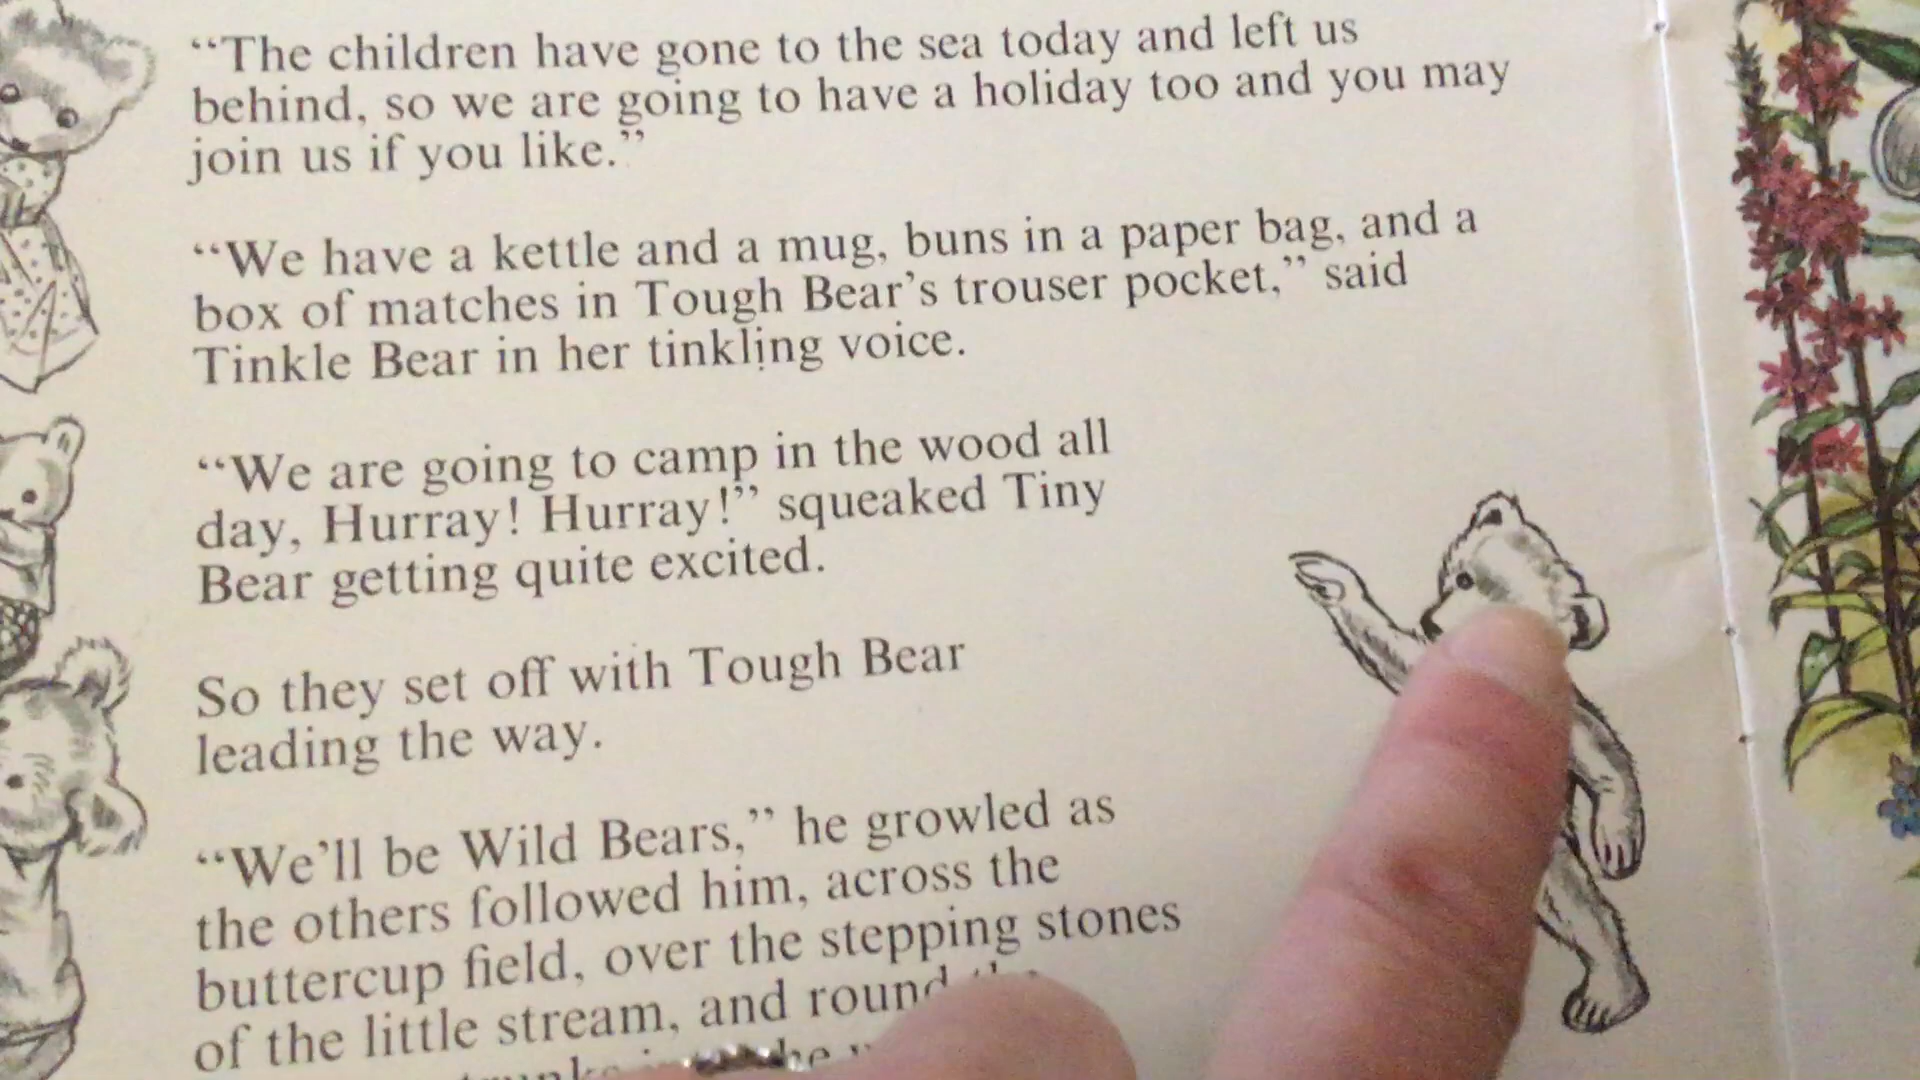 “The children have gone to the sea today and left us
behind, so we are going to have a holiday too and you may
join us if you like.”
“We have a kettle and a mug, buns in a paper bag, and a
box of matches in Tough Bear’s trouser pocket,” said
Tinkle Bear in her tinkling voice.
“We are going to camp in the wood all
day, Hurray! Hurray!” squeaked Tiny
Bear getting quite excited.
So they set off with Tough Bear
leading the way.
“We’ll be Wild Bears,” he growled as
the others followed him, across the
buttercup field, over the stepping stones
of the little stream, and round